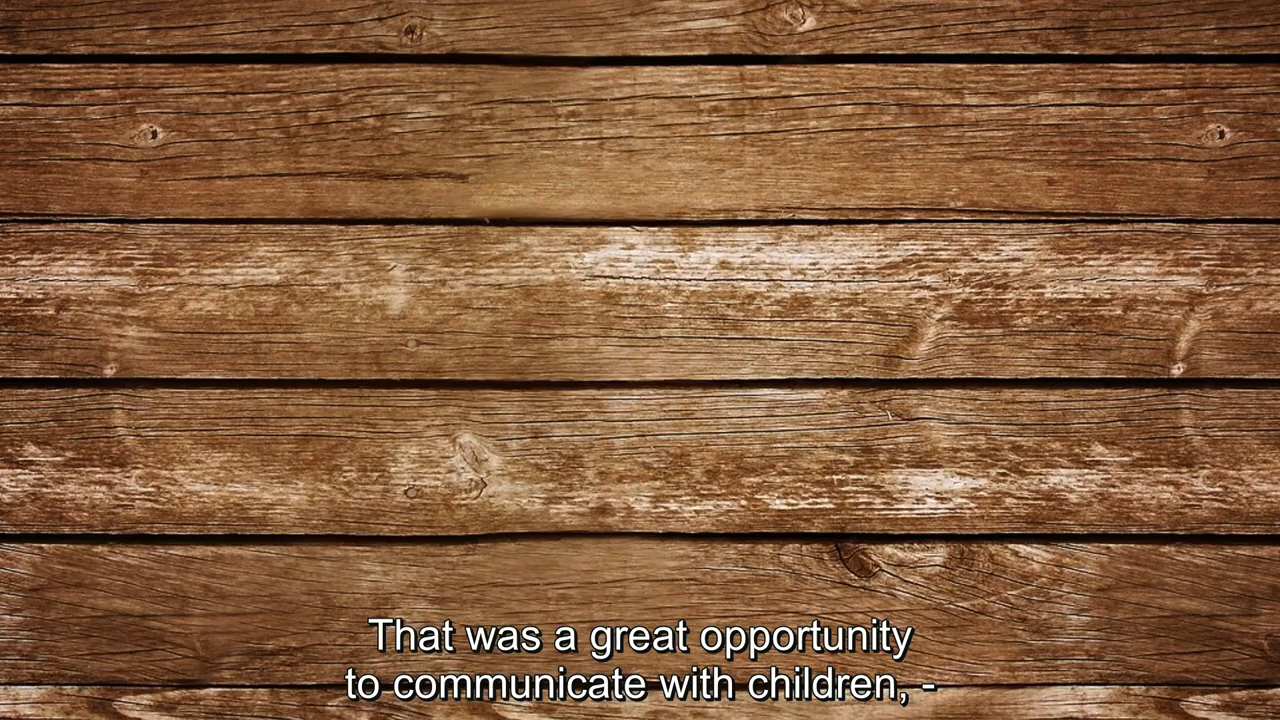 That was a great opportunity
to communicate with children, -